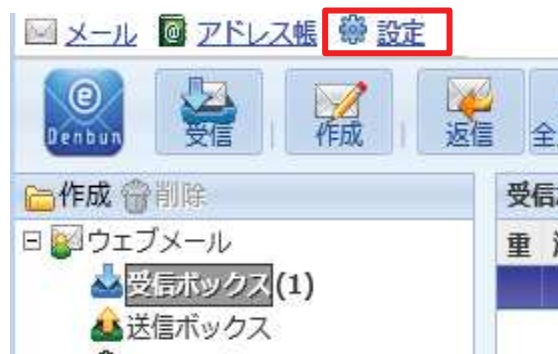 メール アドレス帳 設定
e
Denbun
受信 作成 返信 全
作成 削除
受信
重
ウェブメール
受信ボックス(1)
送信ボックス